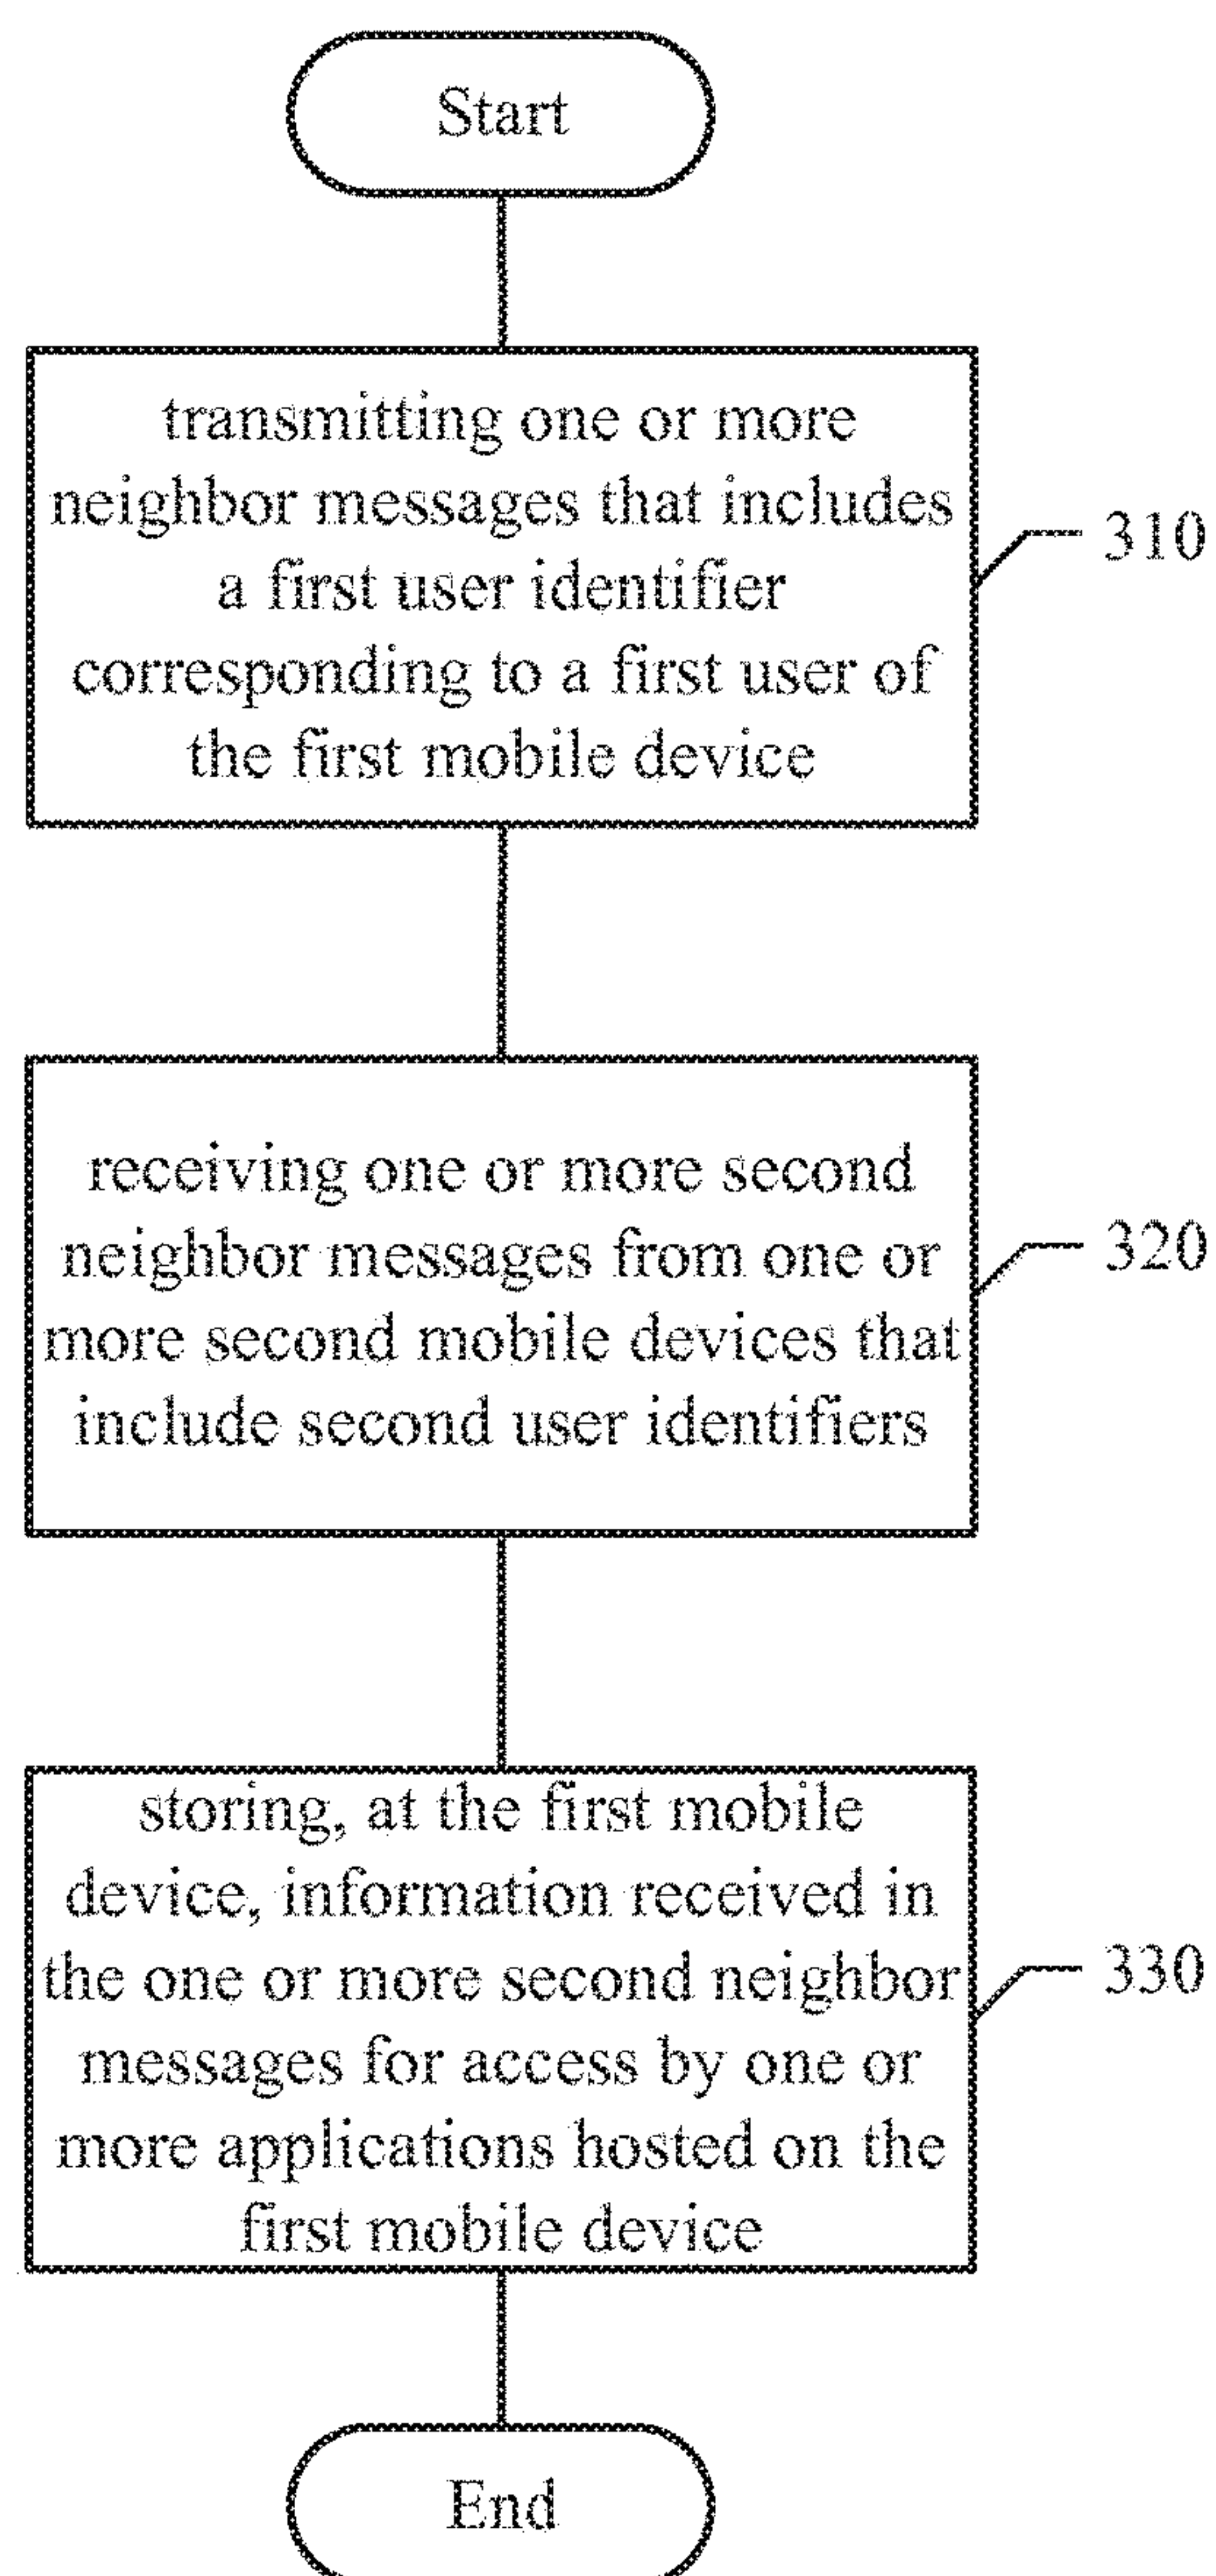 Start
transmitting one or more
neighbor messages that includes
a first user identifier
corresponding to a first user of
the first mobile device
310
receiving one or more second
neighbor messages from one or
more second mobile devices that
include second user identifiers
320
storing, at the first mobile
device, information received in
the one or more second neighbor
messages for access by one or
more applications hosted on the
first mobile device
330
End